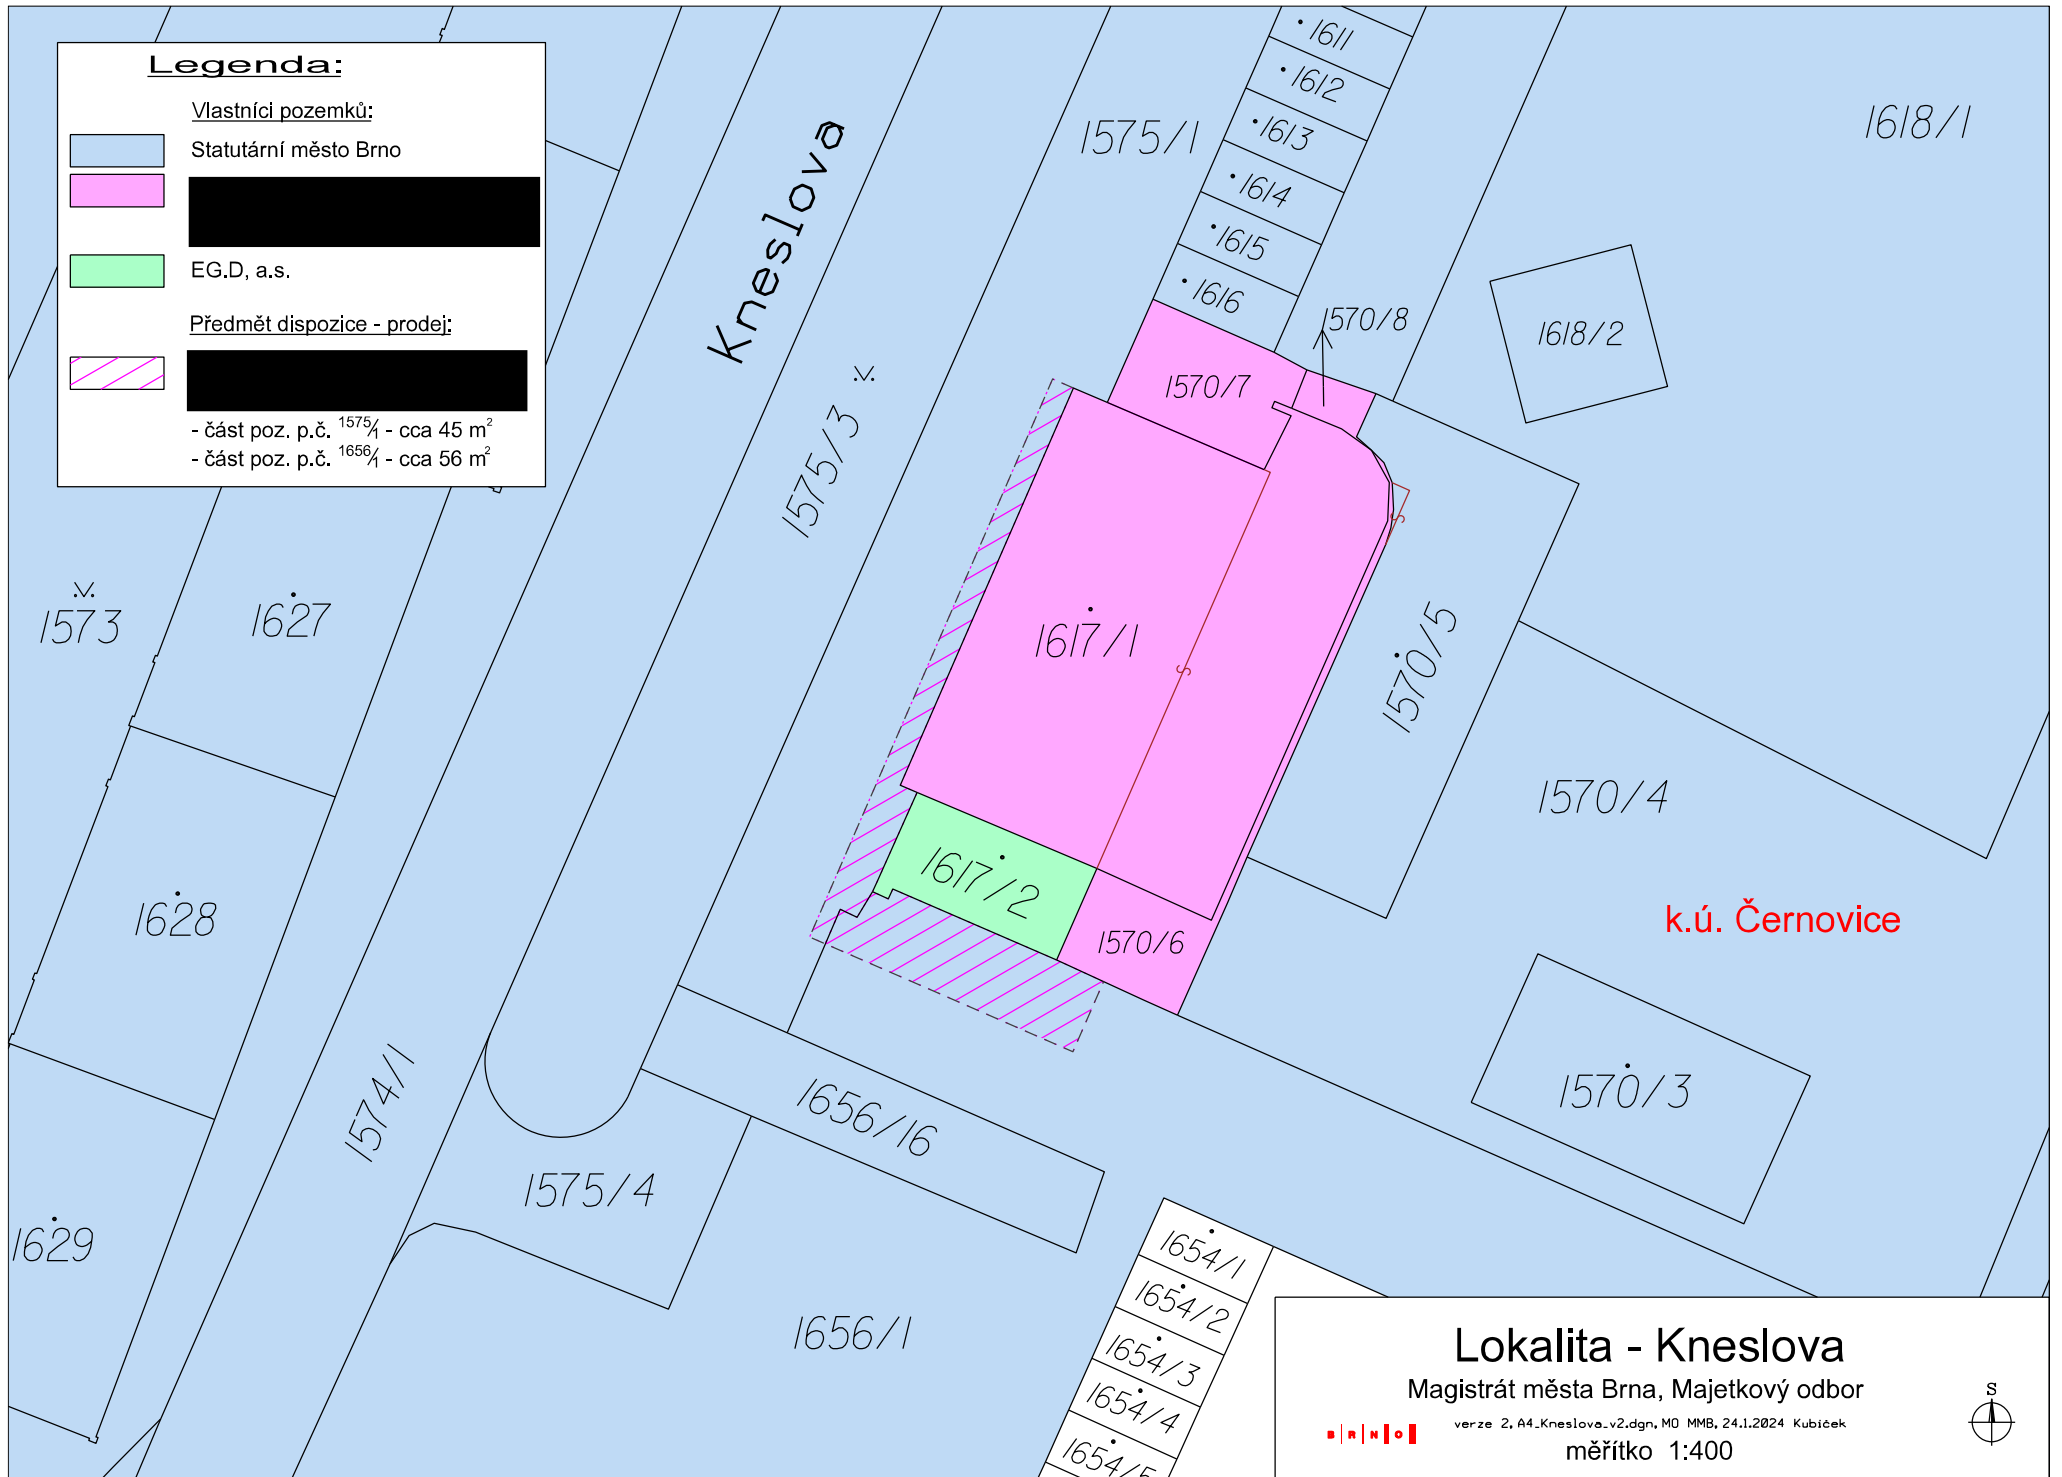 Legenda:
Vlastníci pozemků:
Statutární město Brno
EG.D, a.s.
Předmět dispozice - prodej:
- část poz. p.č. 1575/1 - cca 45 m²
- část poz. p.č. 1656/1 - cca 56 m²
Kneslova
1611
1612
1613
1614
1615
1616
1575/1
1618/1
1618/2
1570/8
1570/7
1575/3
1573
1627
1617/1
1570/5
1570/4
1628
1617/2
1570/6
k.ú. Černovice
1574/1
1656/16
1570/3
1575/4
1629
1656/1
1654/1
1654/2
1654/3
1654/4
1654/5
Lokalita - Kneslova
Magistrát města Brna, Majetkový odbor
verze 2, A4_Kneslova_v2.dgn, MO MMB, 24.1.2024 Kubíček
BRNO
měřítko 1:400
S